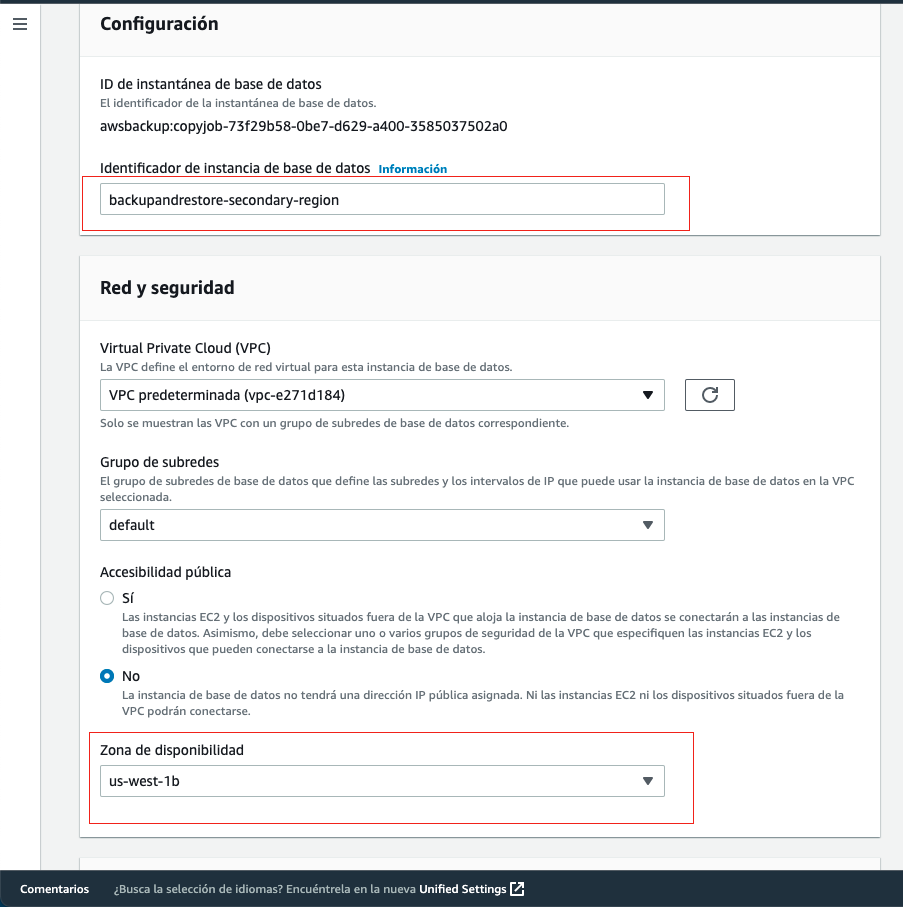 Configuración
ID de instantánea de base de datos
El identificador de la instantánea de base de datos.
awsbackup:copyjob-73f29b58-0be7-d629-a400-3585037502a0
Identificador de instancia de base de datos Información
backupandrestore-secondary-region
Red y seguridad
Virtual Private Cloud (VPC)
La VPC define el entorno de red virtual para esta instancia de base de datos.
VPC predeterminada (vpc-e271d184)
Solo se muestran las VPC con un grupo de subredes de base de datos correspondiente.
Grupo de subredes
El grupo de subredes de base de datos que define las subredes y los intervalos de IP que puede usar la instancia de base de datos en la VPC
seleccionada.
default
Accesibilidad pública
Sí
Las instancias EC2 y los dispositivos situados fuera de la VPC que aloja la instancia de base de datos se conectarán a las instancias de
base de datos. Asimismo, debe seleccionar uno o varios grupos de seguridad de la VPC que especifiquen las instancias EC2 y los
dispositivos que pueden conectarse a la instancia de base de datos.
No
La instancia de base de datos no tendrá una dirección IP pública asignada. Ni las instancias EC2 ni los dispositivos situados fuera de la
VPC podrán conectarse.
Zona de disponibilidad
us-west-1b
Comentarios ¿Busca la selección de idiomas? Encuéntrela en la nueva Unified Settings